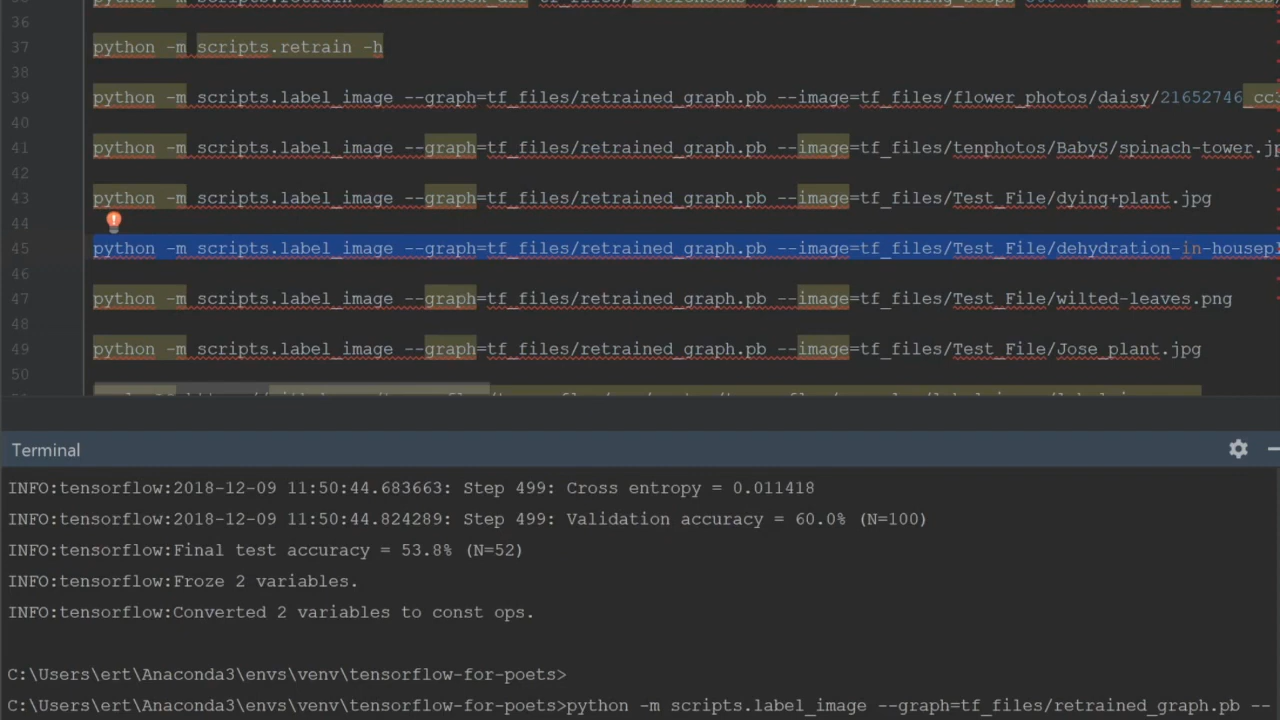 36
37 python -m scripts.retrain -h
38
39 python -m scripts.label_image --graph=tf_files/retrained_graph.pb --image=tf_files/flower_photos/daisy/21652746_cc
40
41 python -m scripts.label_image --graph=tf_files/retrained_graph.pb --image=tf_files/tenphotos/BabyS/spinach-tower.jp
42
43 python -m scripts.label_image --graph=tf_files/retrained_graph.pb --image=tf_files/Test_File/dying+plant.jpg
44
45 python -m scripts.label_image --graph=tf_files/retrained_graph.pb --image=tf_files/Test_File/dehydration-in-housepl
46
47 python -m scripts.label_image --graph=tf_files/retrained_graph.pb --image=tf_files/Test_File/wilted-leaves.png
48
49 python -m scripts.label_image --graph=tf_files/retrained_graph.pb --image=tf_files/Test_File/Jose_plant.jpg
50
Terminal
INFO:tensorflow:2018-12-09 11:50:44.683663: Step 499: Cross entropy = 0.011418
INFO:tensorflow:2018-12-09 11:50:44.824289: Step 499: Validation accuracy = 60.0% (N=100)
INFO:tensorflow:Final test accuracy = 53.8% (N=52)
INFO:tensorflow:Froze 2 variables.
INFO:tensorflow:Converted 2 variables to const ops.
C:\Users\ert\Anaconda3\envs\venv\tensorflow-for-poets>
C:\Users\ert\Anaconda3\envs\venv\tensorflow-for-poets>python -m scripts.label_image --graph=tf_files/retrained_graph.pb --